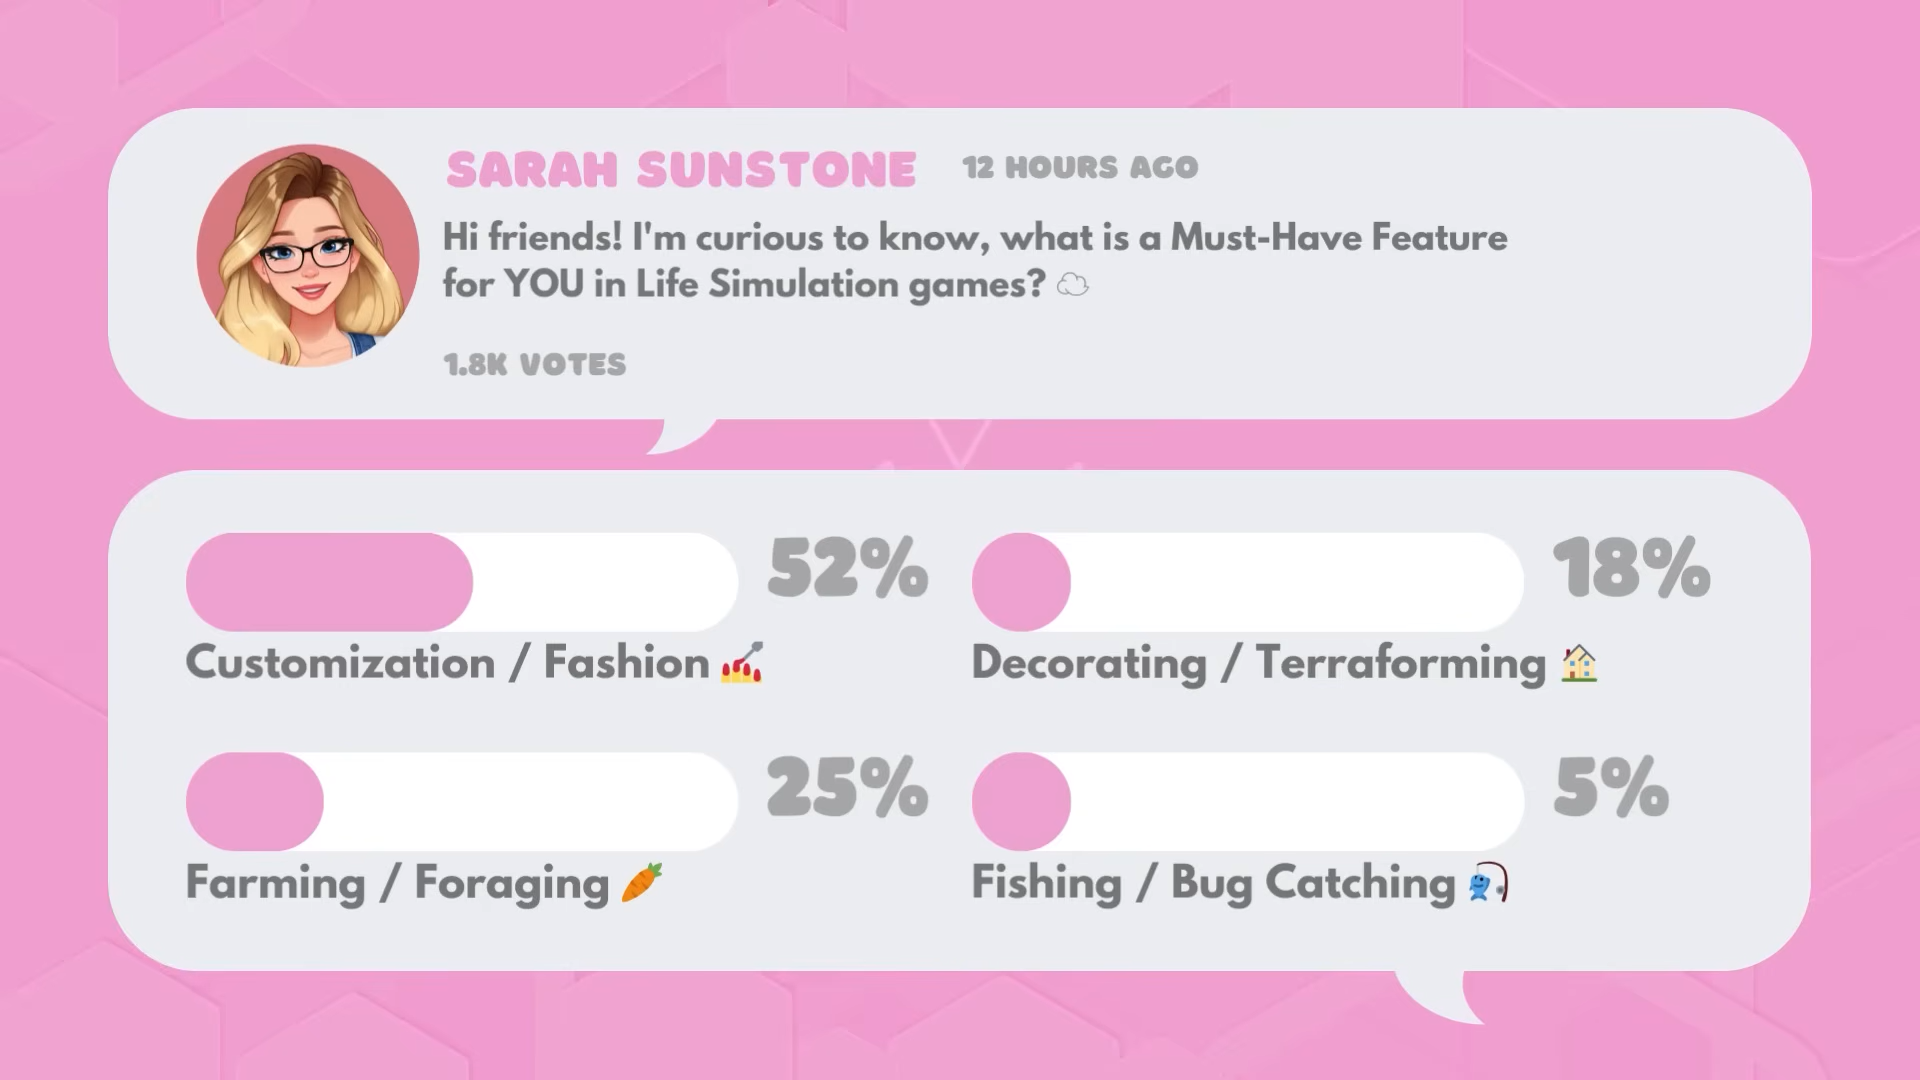 SARAH SUNSTONE 12 HOURS AGO
Hi friends! I'm curious to know, what is a Must-Have Feature
for YOU in Life Simulation games? ☁
1.8K VOTES
52%
Customization / Fashion 💅
18%
Decorating / Terraforming 🏠
25%
Farming / Foraging 🥕
5%
Fishing / Bug Catching 🎣